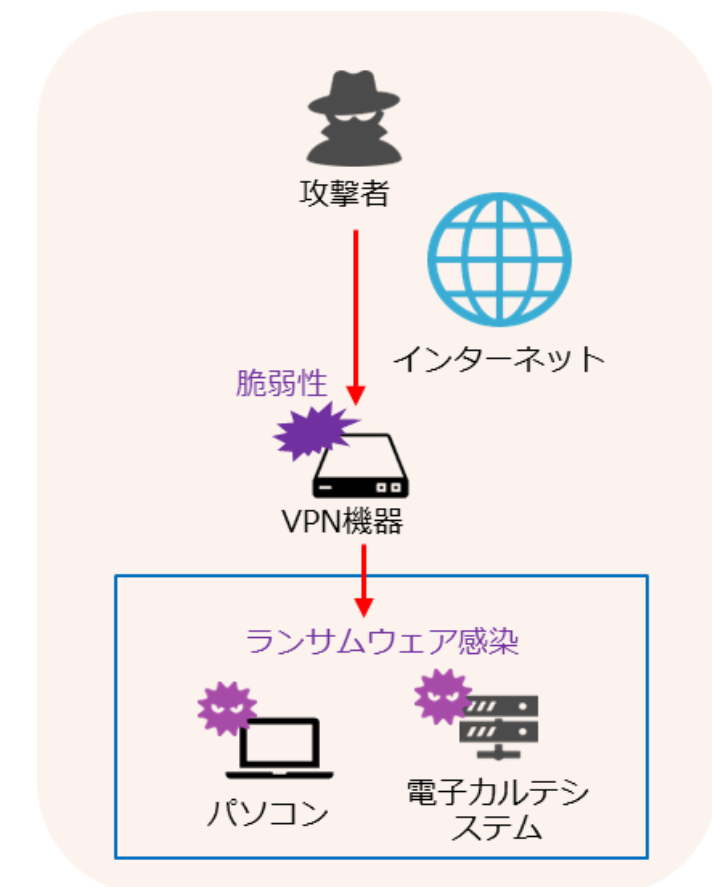 攻撃者
インターネット
脆弱性
VPN機器
ランサムウェア感染
パソコン
電子カルテシ
ステム